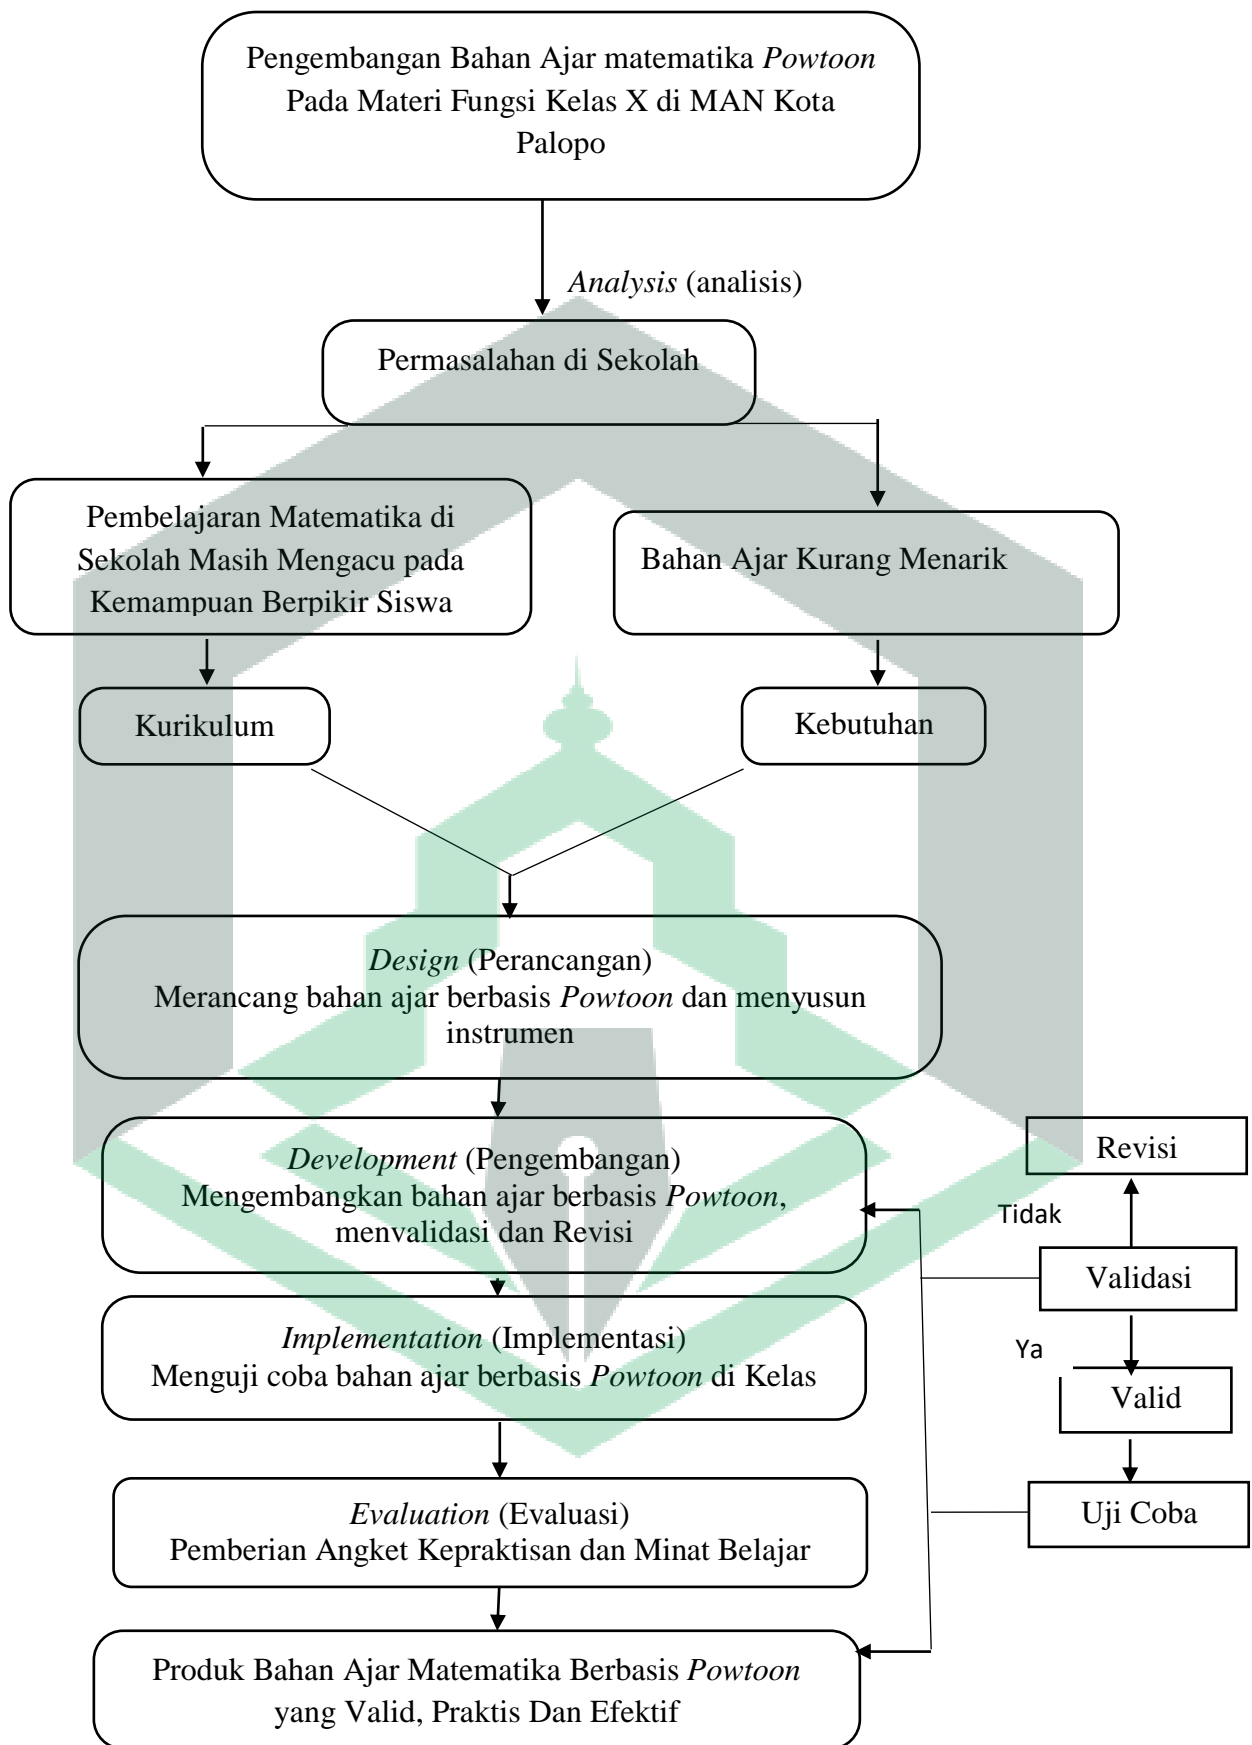 Pengembangan Bahan Ajar matematika Powtoon
Pada Materi Fungsi Kelas X di MAN Kota
Palopo
Analysis (analisis)
Permasalahan di Sekolah
Pembelajaran Matematika di
Sekolah Masih Mengacu pada
Kemampuan Berpikir Siswa
Bahan Ajar Kurang Menarik
Kurikulum
Kebutuhan
Design (Perancangan)
Merancang bahan ajar berbasis Powtoon dan menyusun
instrumen
Development (Pengembangan)
Mengembangkan bahan ajar berbasis Powtoon,
menvalidasi dan Revisi
Revisi
Tidak
Validasi
Ya
Valid
Uji Coba
Implementation (Implementasi)
Menguji coba bahan ajar berbasis Powtoon di Kelas
Evaluation (Evaluasi)
Pemberian Angket Kepraktisan dan Minat Belajar
Produk Bahan Ajar Matematika Berbasis Powtoon
yang Valid, Praktis Dan Efektif